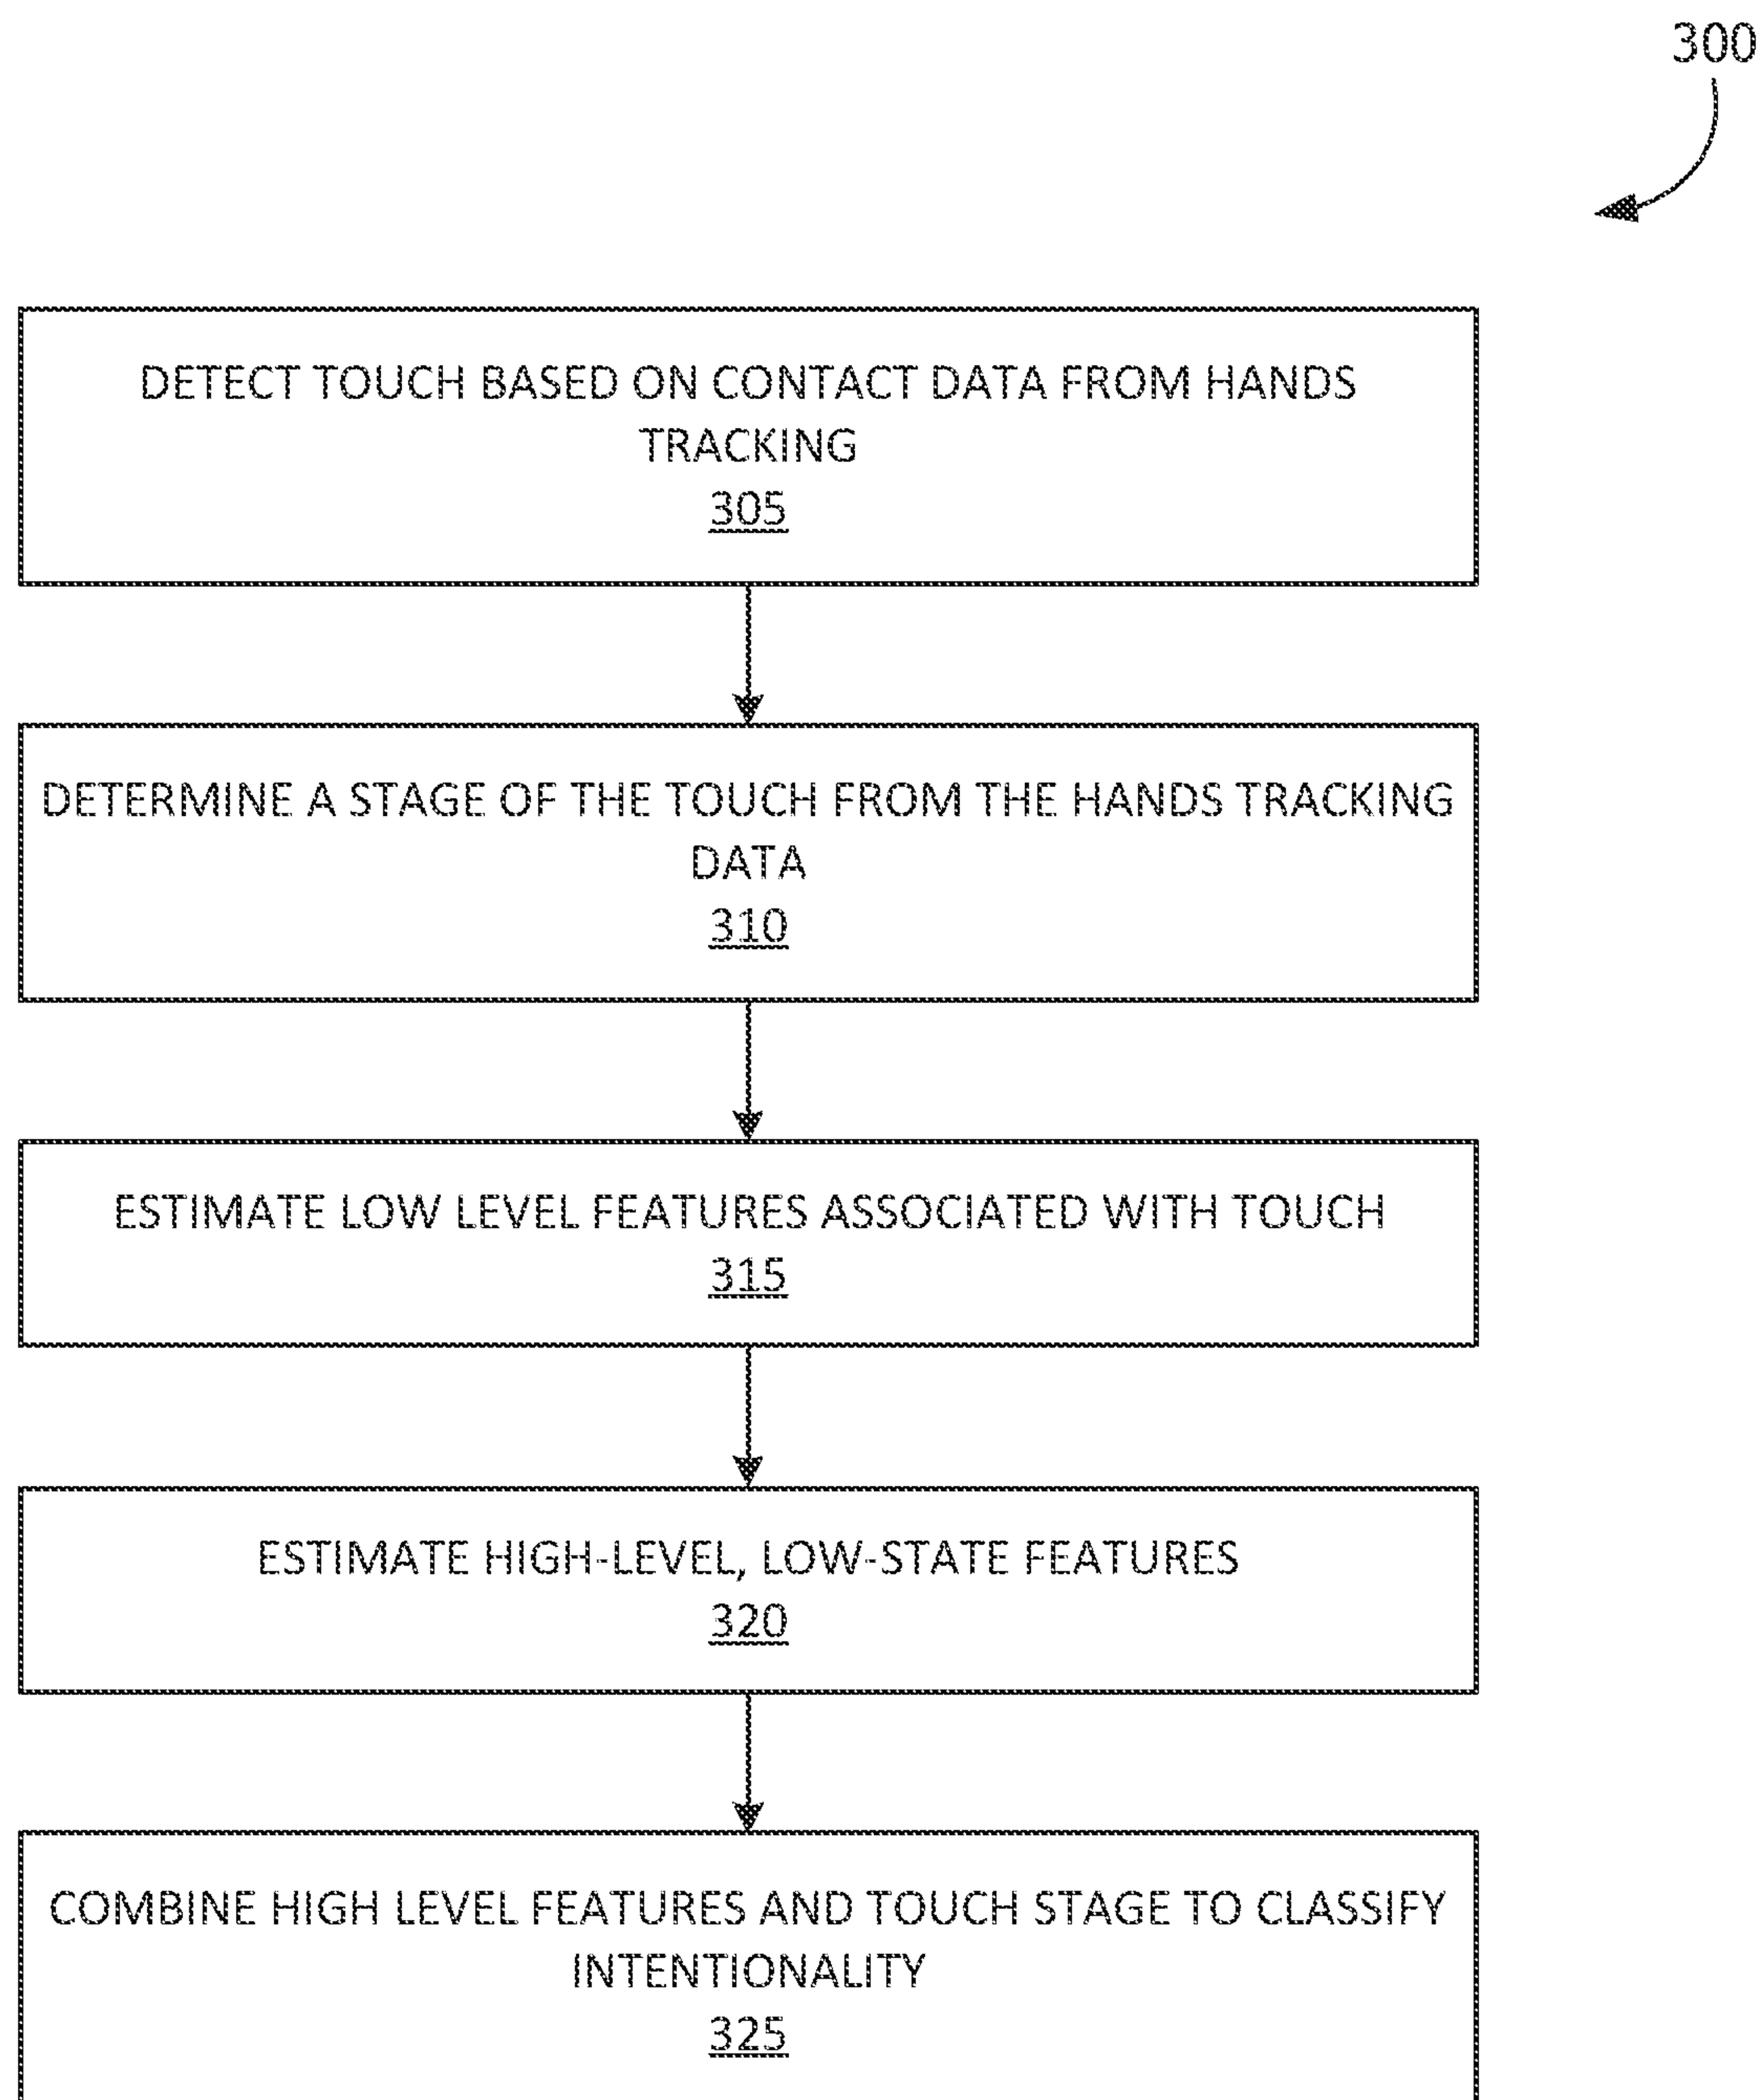 300
DETECT TOUCH BASED ON CONTACT DATA FROM HANDS
TRACKING
305
DETERMINE A STAGE OF THE TOUCH FROM THE HANDS TRACKING
DATA
310
ESTIMATE LOW LEVEL FEATURES ASSOCIATED WITH TOUCH
315
ESTIMATE HIGH-LEVEL, LOW-STATE FEATURES
320
COMBINE HIGH LEVEL FEATURES AND TOUCH STAGE TO CLASSIFY
INTENTIONALITY
325